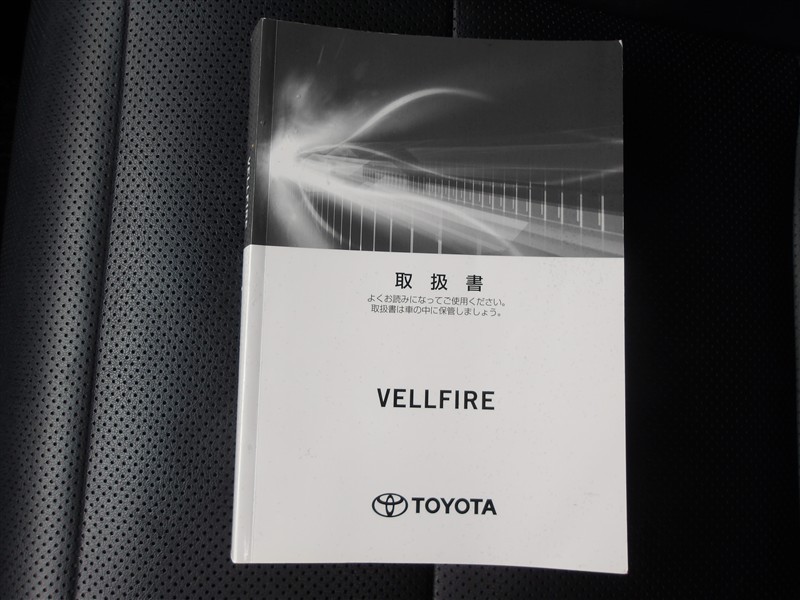 取扱書
よくお読みになってご使用ください。
取扱書は車の中に保管しましょう。
VELLFIRE
TOYOTA